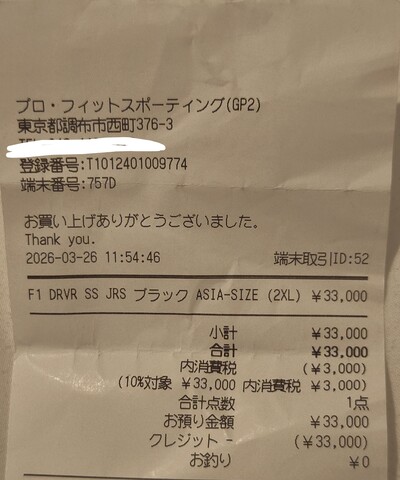 プロ・フィットスポーティング(GP2)
東京都調布市西町376-3
登録番号:T1012401009774
端末番号:757D
お買い上げありがとうございました。
Thank you.
2026-03-26 11:54:46 端末取引ID:52
F1 DRVR SS JRS ブラック ASIA-SIZE (2XL) ¥33,000
小計 ¥33,000
合計 ¥33,000
内消費税 (¥3,000)
(10%対象 ¥33,000 内消費税 ¥3,000)
合計点数 1点
お預り金額 ¥33,000
クレジット - (¥33,000)
お釣り ¥0